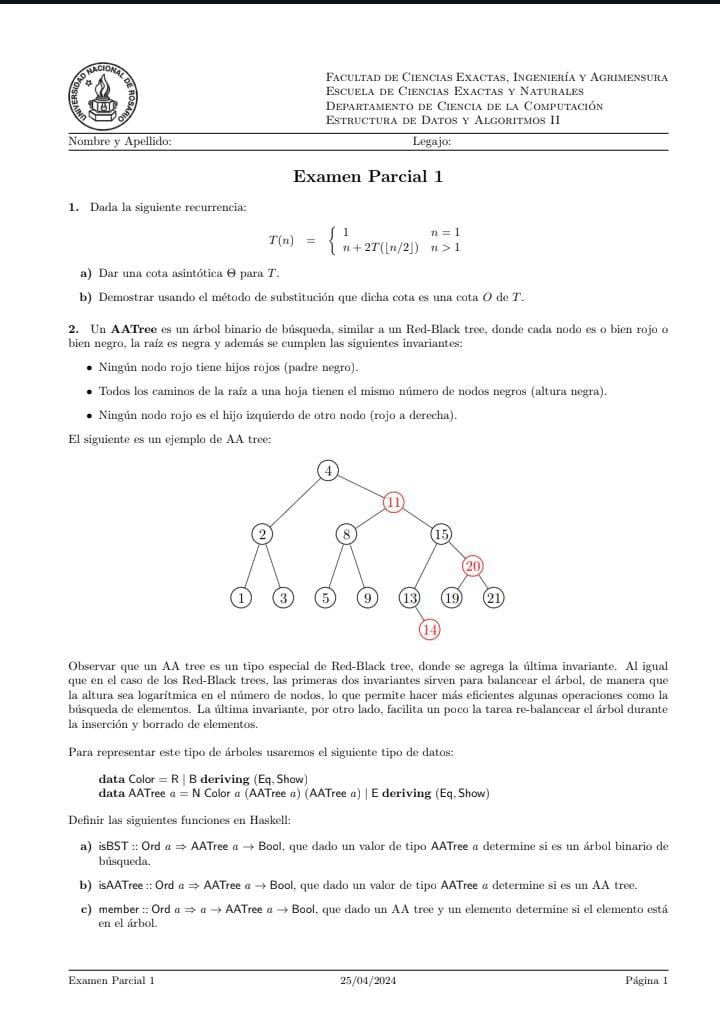 UNIVERSIDAD NACIONAL DE ROSARIO
Facultad de Ciencias Exactas, Ingeniería y Agrimensura
Escuela de Ciencias Exactas y Naturales
Departamento de Ciencia de la Computación
Estructura de Datos y Algoritmos II
Nombre y Apellido: Legajo:
Examen Parcial 1
1. Dada la siguiente recurrencia:
T(n) = { 1 n = 1
n + 2T(⌊n/2⌋) n > 1
a) Dar una cota asintótica Θ para T.
b) Demostrar usando el método de substitución que dicha cota es una cota O de T.
2. Un AATree es un árbol binario de búsqueda, similar a un Red-Black tree, donde cada nodo es o bien rojo o
bien negro, la raíz es negra y además se cumplen las siguientes invariantes:
• Ningún nodo rojo tiene hijos rojos (padre negro).
• Todos los caminos de la raíz a una hoja tienen el mismo número de nodos negros (altura negra).
• Ningún nodo rojo es el hijo izquierdo de otro nodo (rojo a derecha).
El siguiente es un ejemplo de AA tree:
4
11
2 8 15
20
1 3 5 9 13 19 21
14
Observar que un AA tree es un tipo especial de Red-Black tree, donde se agrega la última invariante. Al igual
que en el caso de los Red-Black trees, las primeras dos invariantes sirven para balancear el árbol, de manera que
la altura sea logarítmica en el número de nodos, lo que permite hacer más eficientes algunas operaciones como la
búsqueda de elementos. La última invariante, por otro lado, facilita un poco la tarea re-balancear el árbol durante
la inserción y borrado de elementos.
Para representar este tipo de árboles usaremos el siguiente tipo de datos:
data Color = R | B deriving (Eq, Show)
data AATree a = N Color a (AATree a) (AATree a) | E deriving (Eq, Show)
Definir las siguientes funciones en Haskell:
a) isBST :: Ord a ⇒ AATree a → Bool, que dado un valor de tipo AATree a determine si es un árbol binario de
búsqueda.
b) isAATree :: Ord a ⇒ AATree a → Bool, que dado un valor de tipo AATree a determine si es un AA tree.
c) member :: Ord a ⇒ a → AATree a → Bool, que dado un AA tree y un elemento determine si el elemento está
en el árbol.
Examen Parcial 1 25/04/2024 Página 1